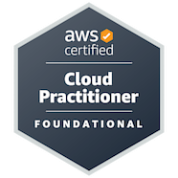 aws
certified
Cloud
Practitioner
FOUNDATIONAL